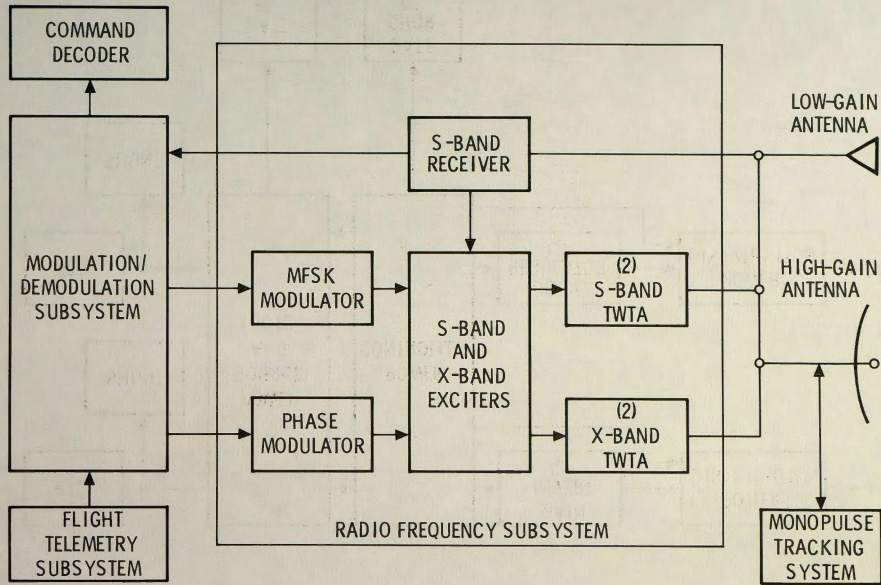 COMMAND
DECODER
LOW-GAIN
ANTENNA
S-BAND
RECEIVER
MODULATION/
DEMODULATION
SUBSYSTEM
MFSK
MODULATOR
S-BAND
AND
X-BAND
EXCITERS
(2)
S-BAND
TWTA
HIGH-GAIN
ANTENNA
PHASE
MODULATOR
(2)
X-BAND
TWTA
FLIGHT
TELEMETRY
SUBSYSTEM
RADIO FREQUENCY SUBSYSTEM
MONOPULSE
TRACKING
SYSTEM